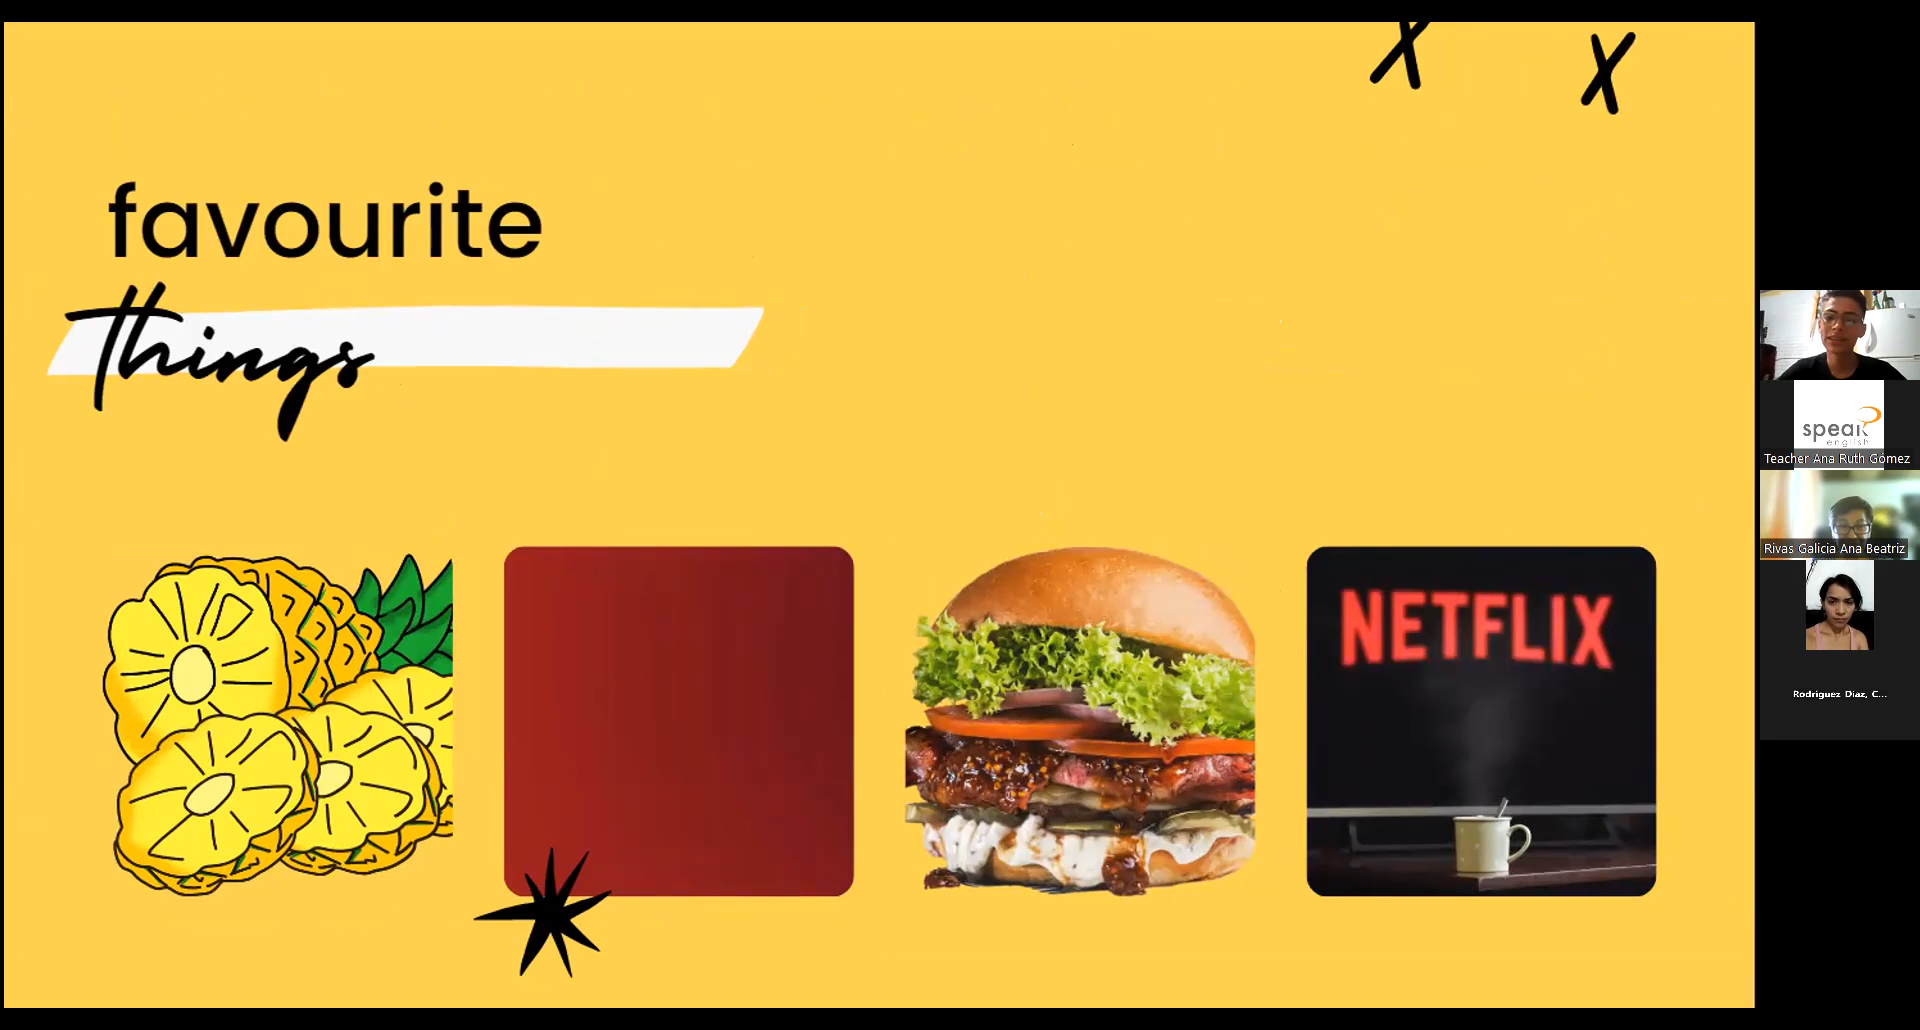 favourite
Things
NETFLIX
speak
english
Teacher Ana Ruth Gómez
Rivas Galicia Ana Beatriz
Rodriguez Diaz, C...